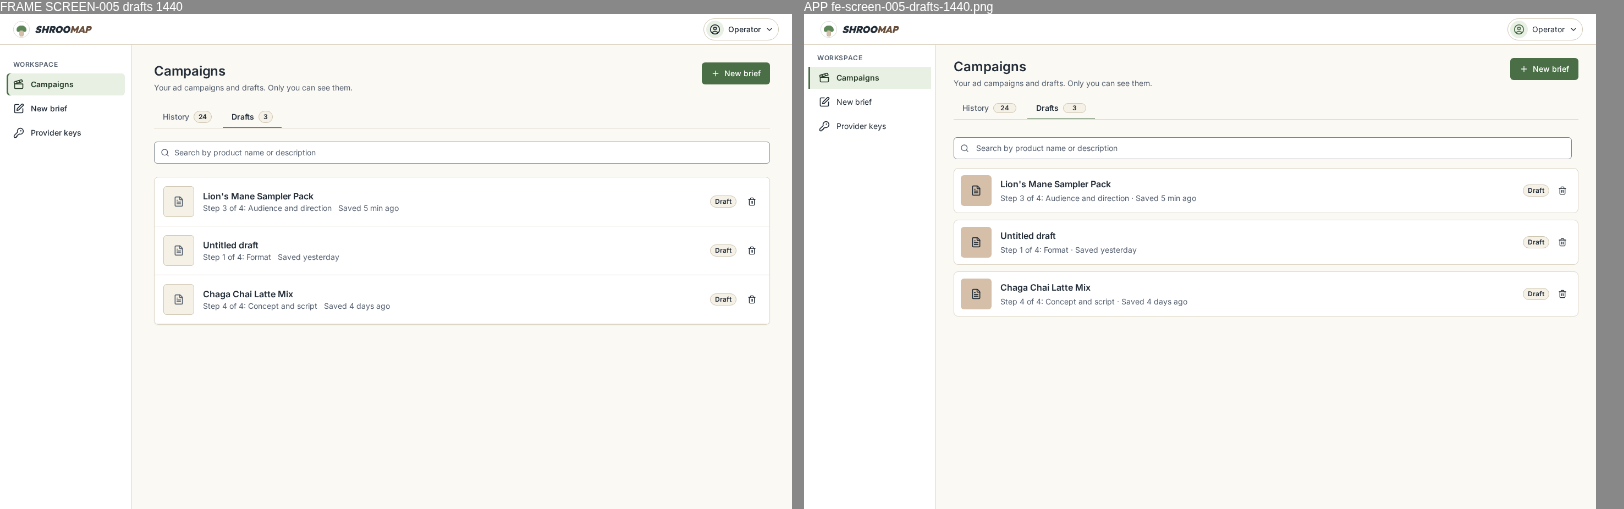 FRAME SCREEN-005 drafts 1440
SHROOMAP
Operator
WORKSPACE
Campaigns
New brief
Provider keys
Campaigns
Your ad campaigns and drafts. Only you can see them.
New brief
History 24 Drafts 3
Search by product name or description
Lion's Mane Sampler Pack
Step 3 of 4: Audience and direction Saved 5 min ago
Draft
Untitled draft
Step 1 of 4: Format Saved yesterday
Draft
Chaga Chai Latte Mix
Step 4 of 4: Concept and script Saved 4 days ago
Draft
APP fe-screen-005-drafts-1440.png
SHROOMAP
Operator
WORKSPACE
Campaigns
New brief
Provider keys
Campaigns
Your ad campaigns and drafts. Only you can see them.
New brief
History 24 Drafts 3
Search by product name or description
Lion's Mane Sampler Pack
Step 3 of 4: Audience and direction · Saved 5 min ago
Draft
Untitled draft
Step 1 of 4: Format · Saved yesterday
Draft
Chaga Chai Latte Mix
Step 4 of 4: Concept and script · Saved 4 days ago
Draft